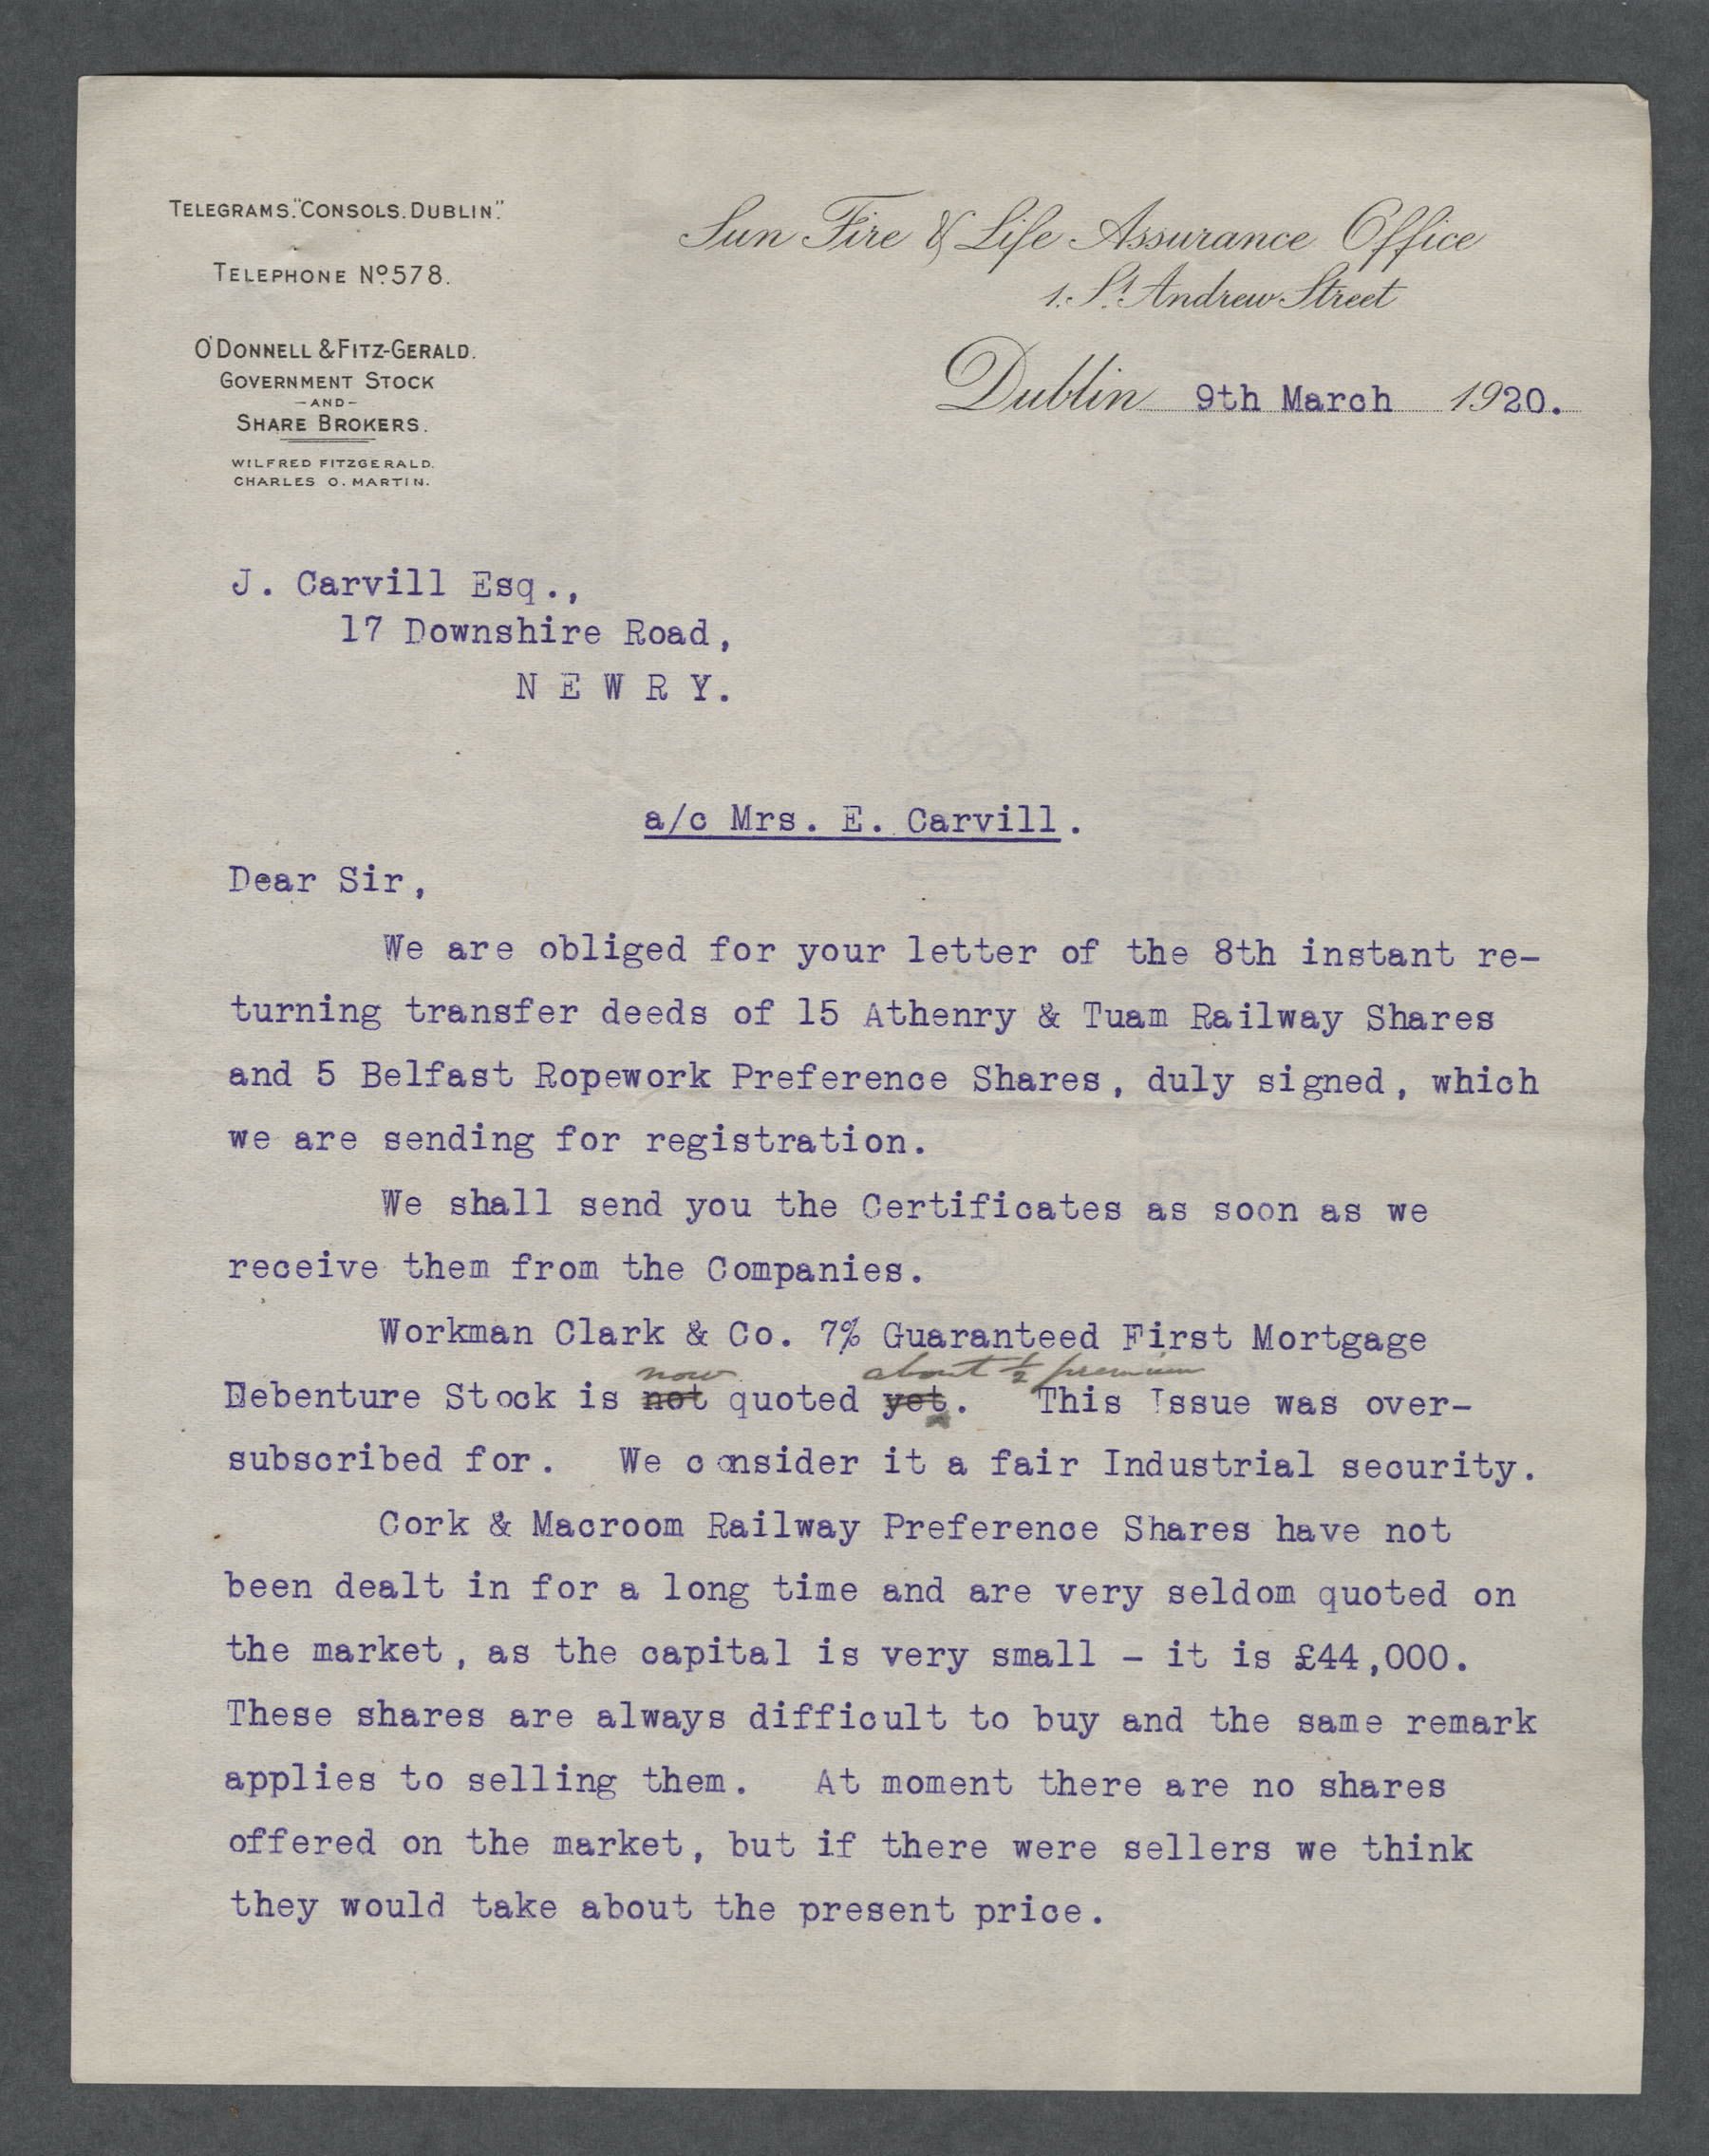 TELEGRAMS. "CONSOLS. DUBLIN."
TELEPHONE No. 578.
O'DONNELL & FITZ-GERALD.
GOVERNMENT STOCK
-AND-
SHARE BROKERS.
WILFRED FITZGERALD.
CHARLES O. MARTIN.
Sun Fire & Life Assurance Office
1. St. Andrew Street
Dublin 9th March 1920.
J. Carvill Esq.,
17 Downshire Road,
N E W R Y.
a/c Mrs. E. Carvill.
Dear Sir,
We are obliged for your letter of the 8th instant re-
turning transfer deeds of 15 Athenry & Tuam Railway Shares
and 5 Belfast Ropework Preference Shares, duly signed, which
we are sending for registration.
We shall send you the Certificates as soon as we
receive them from the Companies.
Workman Clark & Co. 7% Guaranteed First Mortgage
now about ½ premium
Debenture Stock is not quoted yet. This Issue was over-
subscribed for. We consider it a fair Industrial security.
Cork & Macroom Railway Preference Shares have not
been dealt in for a long time and are very seldom quoted on
the market, as the capital is very small - it is £44,000.
These shares are always difficult to buy and the same remark
applies to selling them. At moment there are no shares
offered on the market, but if there were sellers we think
they would take about the present price.